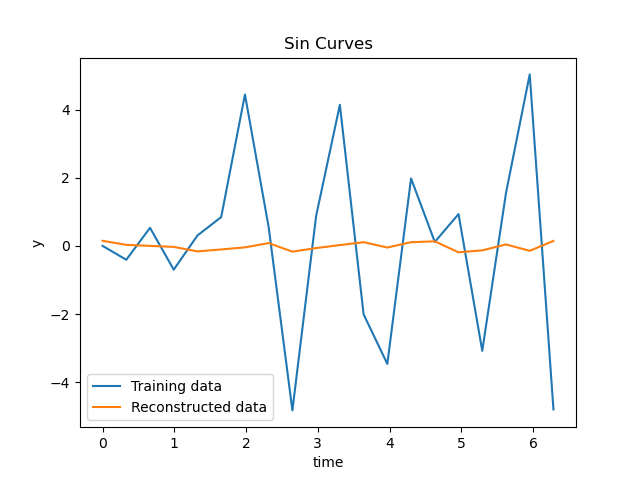 Sin Curves
y
4
2
0
−2
−4
Training data
Reconstructed data
0 1 2 3 4 5 6
time